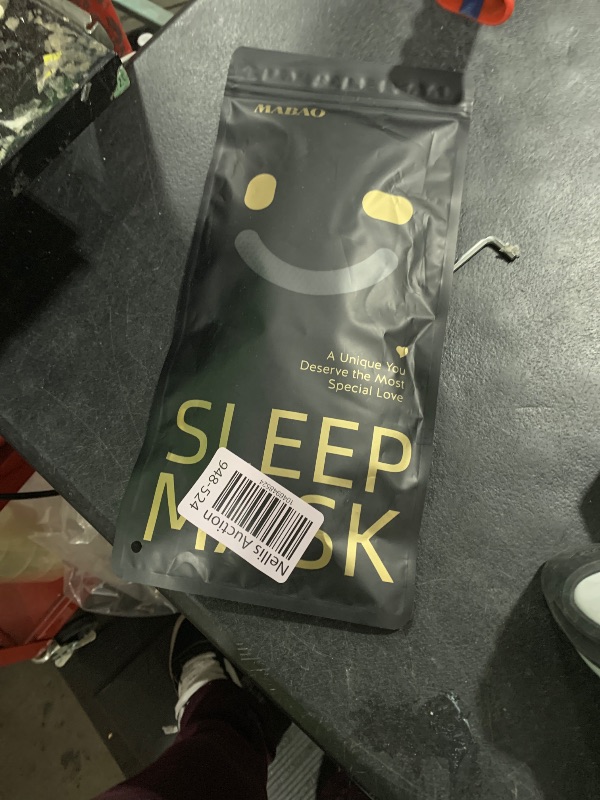 MABAO
A Unique You
Deserve the Most
Special Love
SLEEP
MASK
Nellis Auction
948-524